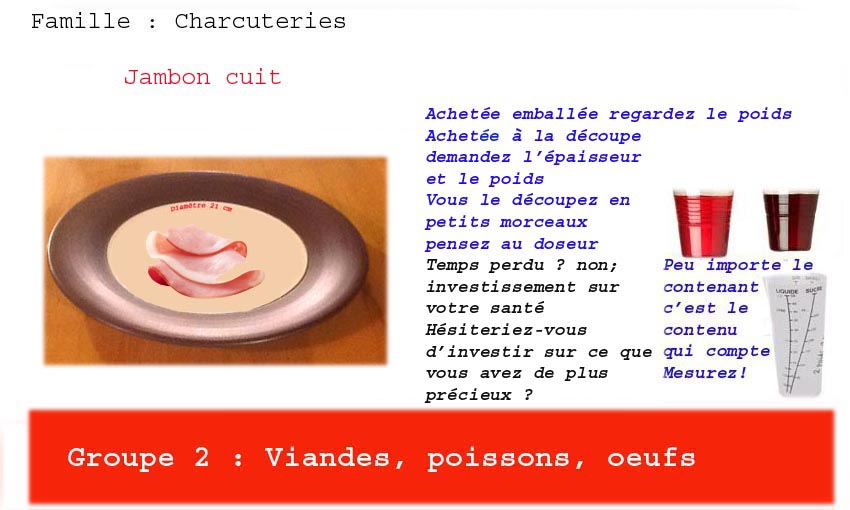 Famille : Charcuteries
Jambon cuit
Achetée emballée regardez le poids
Achetée à la découpe
demandez l’épaisseur
et le poids
Vous le découpez en
petits morceaux
pensez au doseur
Temps perdu ? non;
investissement sur
votre santé
Hésiteriez-vous
d’investir sur ce que
vous avez de plus
précieux ?
Peu importe le
contenant
c’est le
contenu
qui compte
Mesurez!
Diamètre 21 cm
LIQUIDE SUCRE
Groupe 2 : Viandes, poissons, oeufs